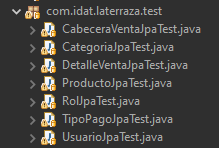 com.idat.laterraza.test
CabeceraVentaJpaTest.java
CategoriaJpaTest.java
DetalleVentaJpaTest.java
ProductoJpaTest.java
RolJpaTest.java
TipoPagoJpaTest.java
UsuarioJpaTest.java